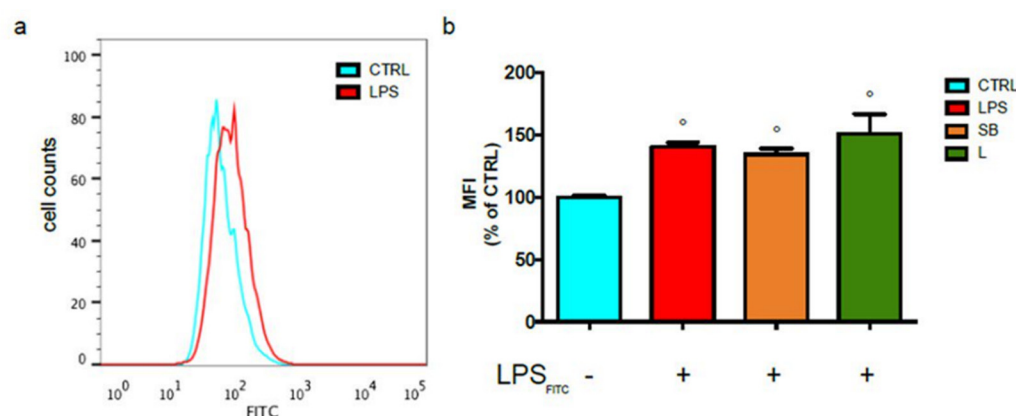 a
b
100
80
60
40
20
0
cell counts
10^0 10^1 10^2 10^3 10^4 10^5
FITC
CTRL
LPS
200
150
100
50
0
MFI
(% of CTRL)
° ° °
CTRL
LPS
SB
L
LPS_FITC - + + +